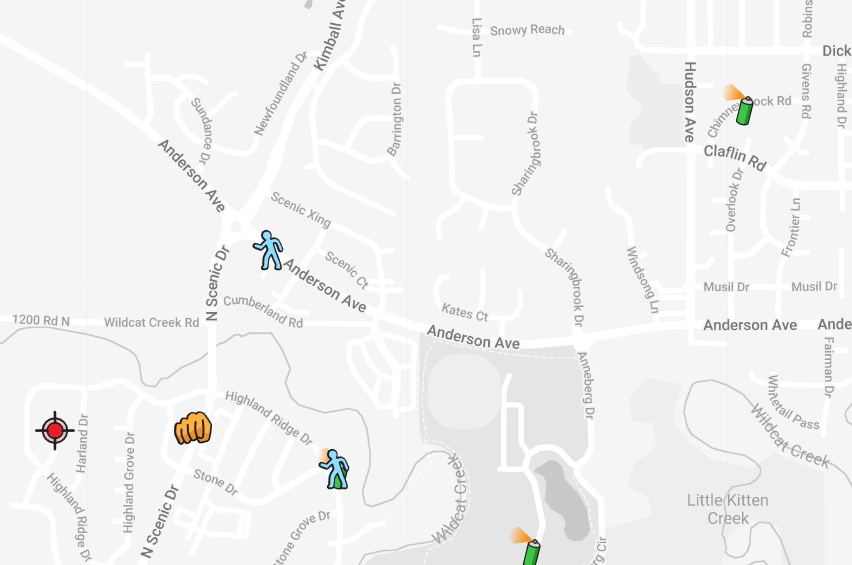 Kimball Ave
Lisa Ln
Snowy Reach
Robins
Dick
Newfoundland Dr
Hudson Ave
Givens Rd
Highland Dr
Sundance Dr
Barrington Dr
Sharingbrook Dr
Claflin Rd
Anderson Ave
Overlook Dr
Frontier Ln
Scenic Xing
N Scenic Dr
Scenic Ct
Sharingbrook Dr
Windsong Ln
Anderson Ave
Musil Dr
Musil Dr
Cumberland Rd
Kates Ct
1200 Rd N
Wildcat Creek Rd
Anderson Ave
Anderson Ave
Ande
Anneberg Dr
Fairman Dr
Whitetail Pass
Highland Ridge Dr
Harland Dr
Highland Grove Dr
Wildcat Creek
Stone Dr
Wildcat Creek
Highland Ridge Dr
N Scenic Dr
Stone Grove Dr
Little Kitten
Creek
rg Cir